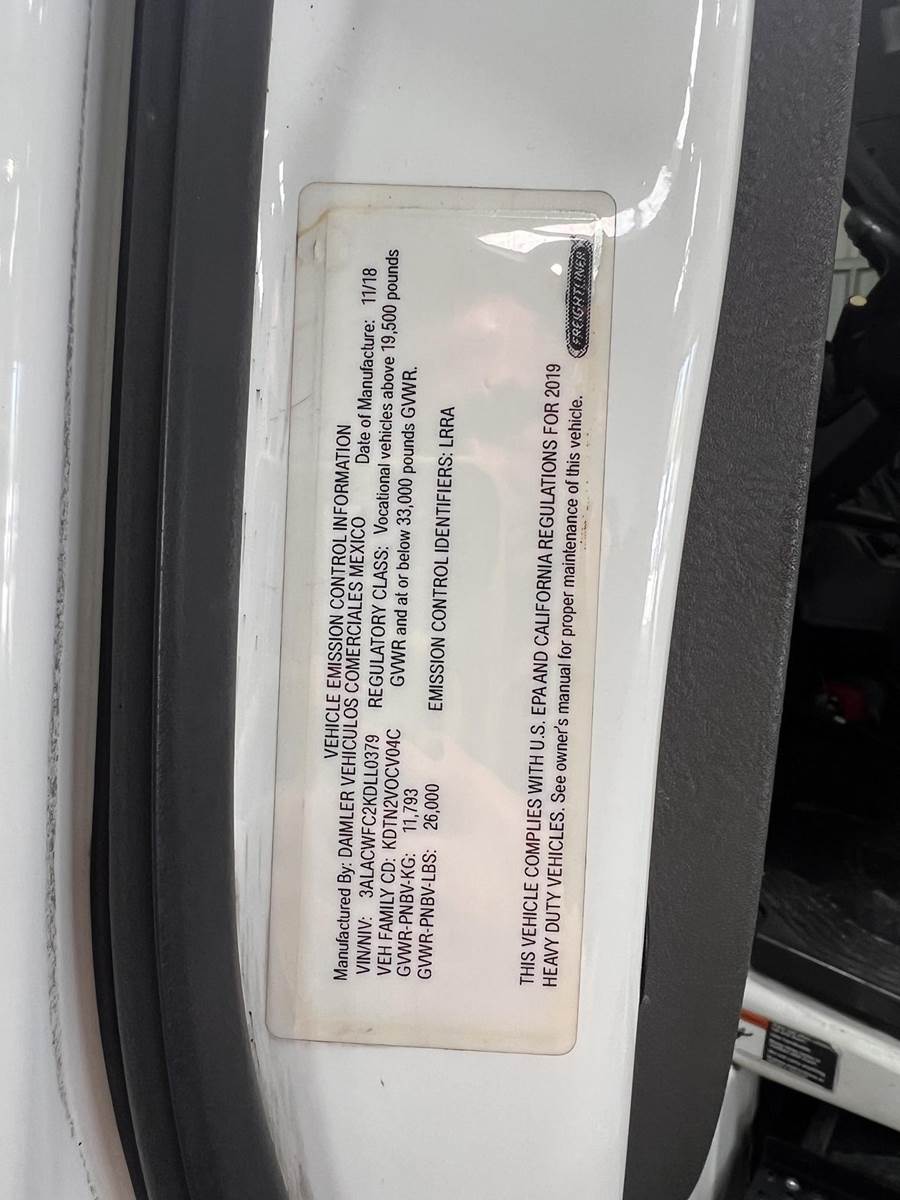 VEHICLE EMISSION CONTROL INFORMATION
Manufactured By: DAIMLER VEHICULOS COMERCIALES MEXICO
VIN/NIV: 3ALACWFC2KDLL0379 Date of Manufacture: 11/18
VEH FAMILY CD: KDTN2VOCV04C REGULATORY CLASS: Vocational vehicles above 19,500 pounds
GVWR-PNBV-KG: 11,793 GVWR and at or below 33,000 pounds GVWR.
GVWR-PNBV-LBS: 26,000 EMISSION CONTROL IDENTIFIERS: LRRA
THIS VEHICLE COMPLIES WITH U.S. EPA AND CALIFORNIA REGULATIONS FOR 2019
HEAVY DUTY VEHICLES. See owner's manual for proper maintenance of this vehicle.
FREIGHTLINER